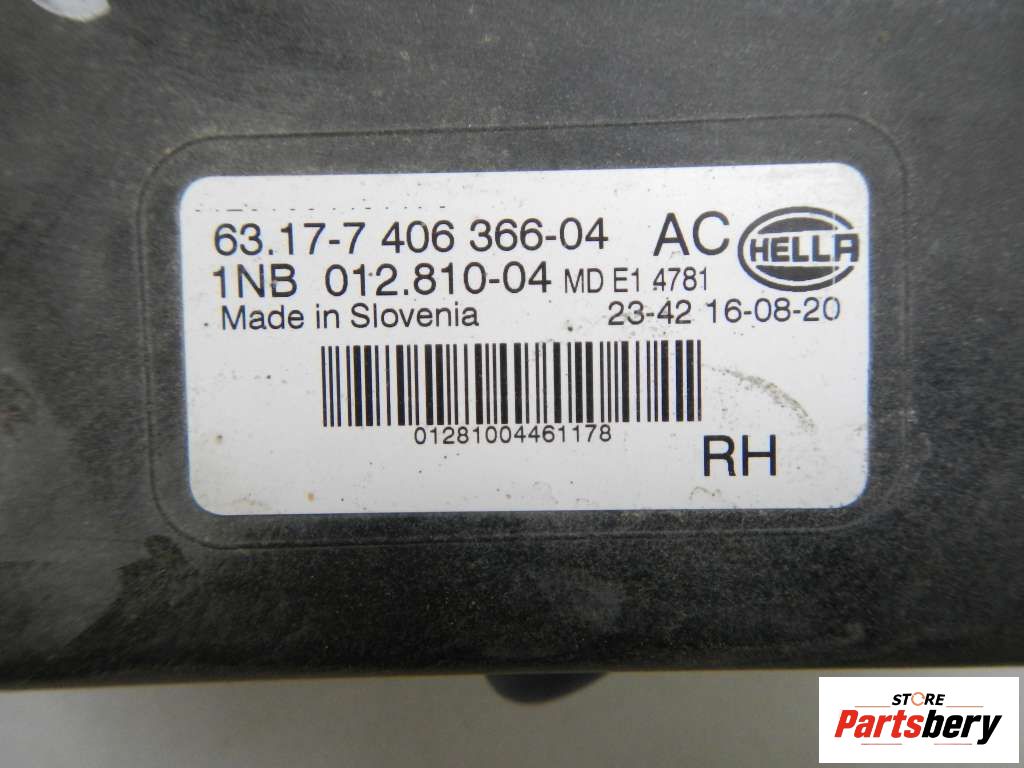 63.17-7 406 366-04 AC HELLA
1NB 012.810-04 MD E1 4781
Made in Slovenia 23-42 16-08-20
01281004461178
RH
STORE
Partsbery